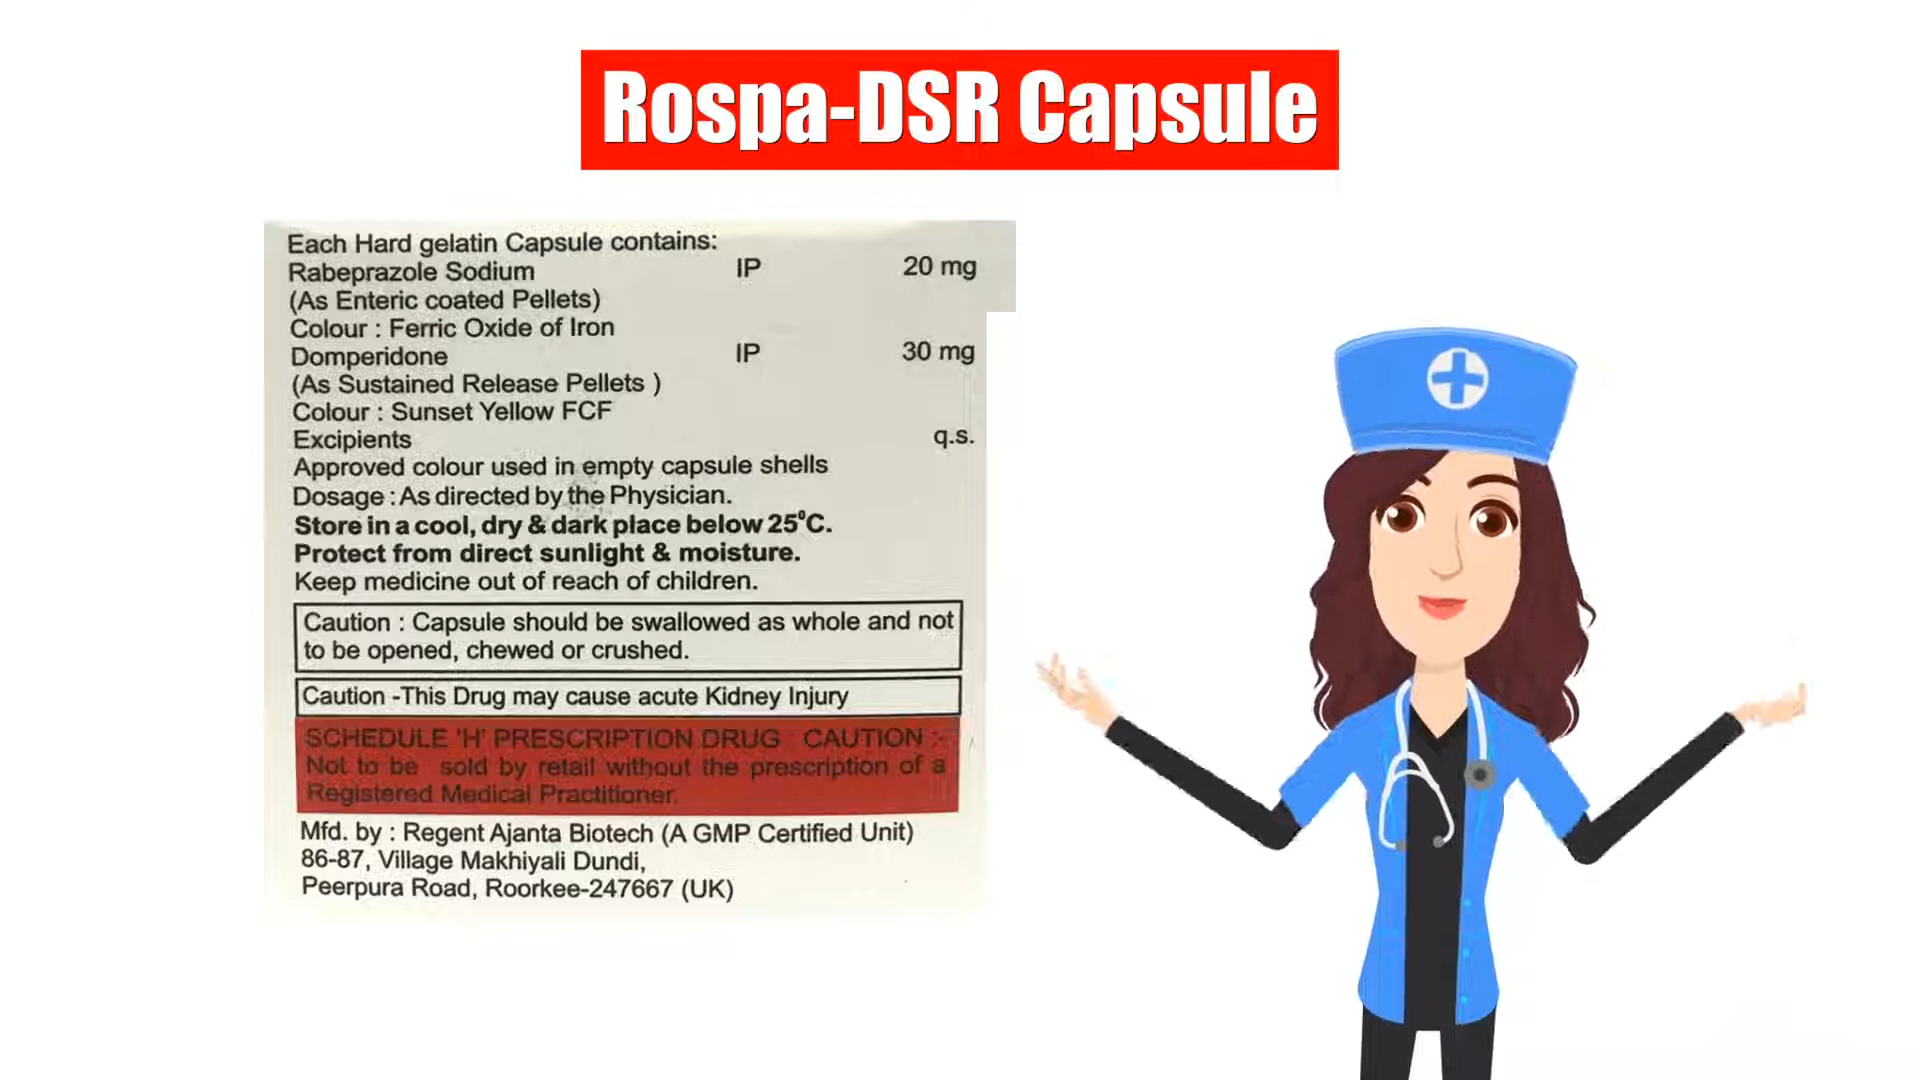 Rospa-DSR Capsule
Each Hard gelatin Capsule contains:
Rabeprazole Sodium IP 20 mg
(As Enteric coated Pellets)
Colour : Ferric Oxide of Iron
Domperidone IP 30 mg
(As Sustained Release Pellets )
Colour : Sunset Yellow FCF
Excipients q.s.
Approved colour used in empty capsule shells
Dosage : As directed by the Physician.
Store in a cool, dry & dark place below 25°C.
Protect from direct sunlight & moisture.
Keep medicine out of reach of children.
Caution : Capsule should be swallowed as whole and not
to be opened, chewed or crushed.
Caution -This Drug may cause acute Kidney Injury
SCHEDULE 'H' PRESCRIPTION DRUG CAUTION :-
Not to be sold by retail without the prescription of a
Registered Medical Practitioner.
Mfd. by : Regent Ajanta Biotech (A GMP Certified Unit)
86-87, Village Makhiyali Dundi,
Peerpura Road, Roorkee-247667 (UK)